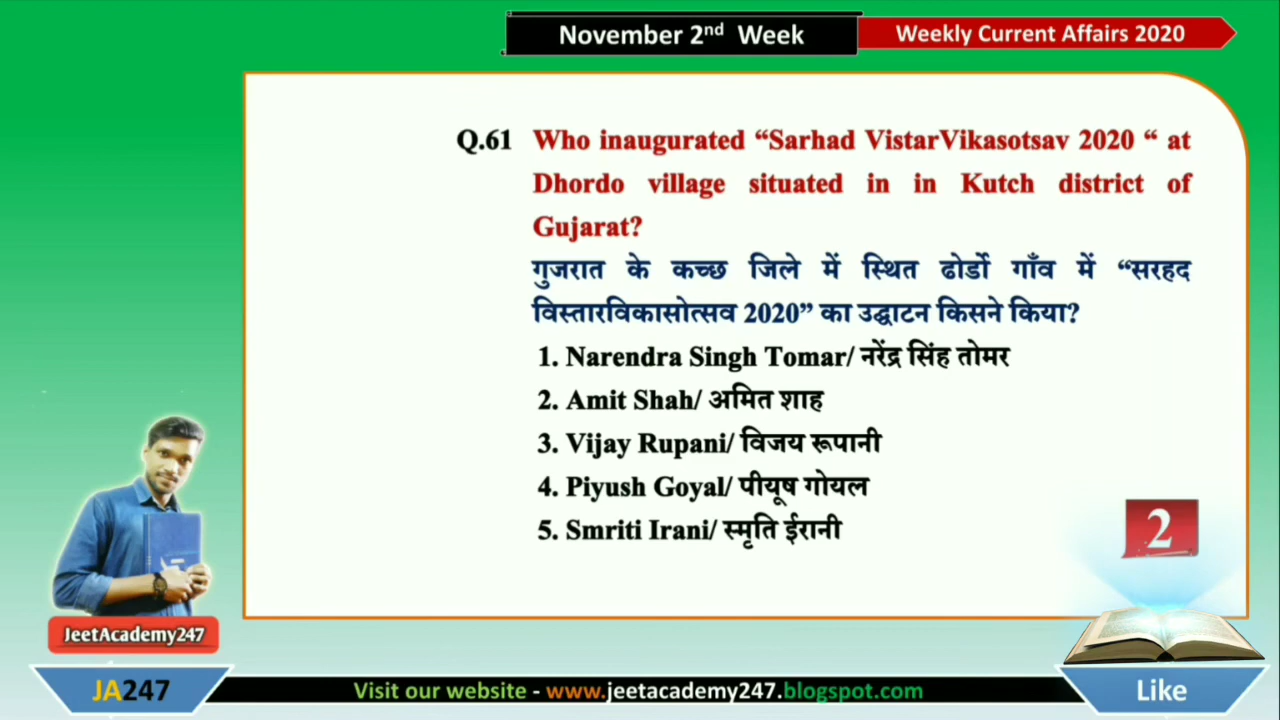 November 2nd Week
Weekly Current Affairs 2020
Q.61 Who inaugurated “Sarhad VistarVikasotsav 2020 “ at
Dhordo village situated in in Kutch district of
Gujarat?
गुजरात के कच्छ जिले में स्थित ढोर्डो गाँव में “सरहद
विस्तारविकासोत्सव 2020” का उद्घाटन किसने किया?
1. Narendra Singh Tomar/ नरेंद्र सिंह तोमर
2. Amit Shah/ अमित शाह
3. Vijay Rupani/ विजय रूपानी
4. Piyush Goyal/ पीयूष गोयल
5. Smriti Irani/ स्मृति ईरानी
2
JeetAcademy247
JA247
Visit our website - www.jeetacademy247.blogspot.com
Like